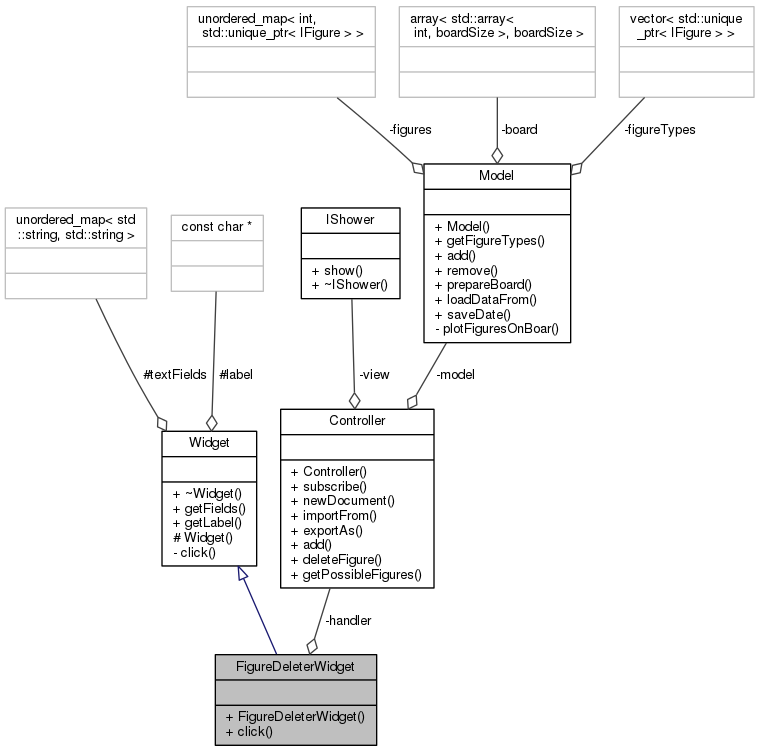 unordered_map< int,
std::unique_ptr< IFigure > >
array< std::array<
int, boardSize >, boardSize >
vector< std::unique
_ptr< IFigure > >
-figures
-board
-figureTypes
Model
+ Model()
+ getFigureTypes()
+ add()
+ remove()
+ prepareBoard()
+ loadDataFrom()
+ saveDate()
- plotFiguresOnBoar()
unordered_map< std
::string, std::string >
const char *
IShower
+ show()
+ ~IShower()
#textFields
#label
-view
-model
Widget
+ ~Widget()
+ getFields()
+ getLabel()
# Widget()
- click()
Controller
+ Controller()
+ subscribe()
+ newDocument()
+ importFrom()
+ exportAs()
+ add()
+ deleteFigure()
+ getPossibleFigures()
-handler
FigureDeleterWidget
+ FigureDeleterWidget()
+ click()